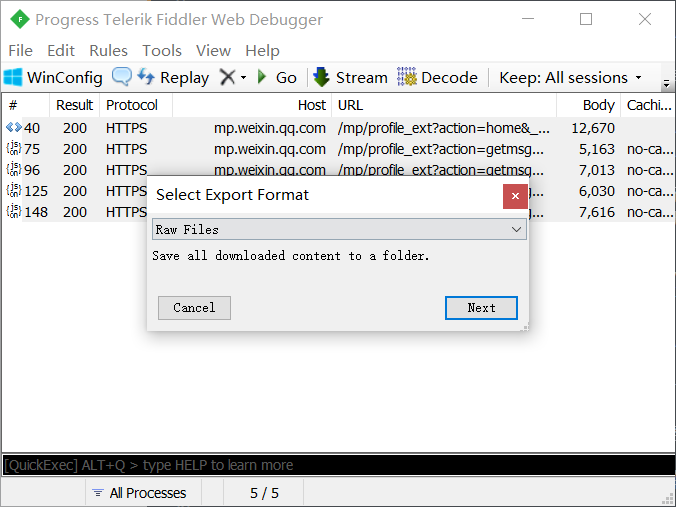 Progress Telerik Fiddler Web Debugger
File Edit Rules Tools View Help
WinConfig Replay Go Stream Decode Keep: All sessions
# Result Protocol Host URL Body Cachi...
40 200 HTTPS mp.weixin.qq.com /mp/profile_ext?action=home&_... 12,670
75 200 HTTPS mp.weixin.qq.com /mp/profile_ext?action=getmsg... 5,163 no-ca...
96 200 HTTPS mp.weixin.qq.com /mp/profile_ext?action=getmsg... 7,013 no-ca...
125 200 HTTPS 6,030 no-ca...
148 200 HTTPS 7,616 no-ca...
Select Export Format
Raw Files
Save all downloaded content to a folder.
Cancel Next
[QuickExec] ALT+Q > type HELP to learn more
All Processes 5 / 5